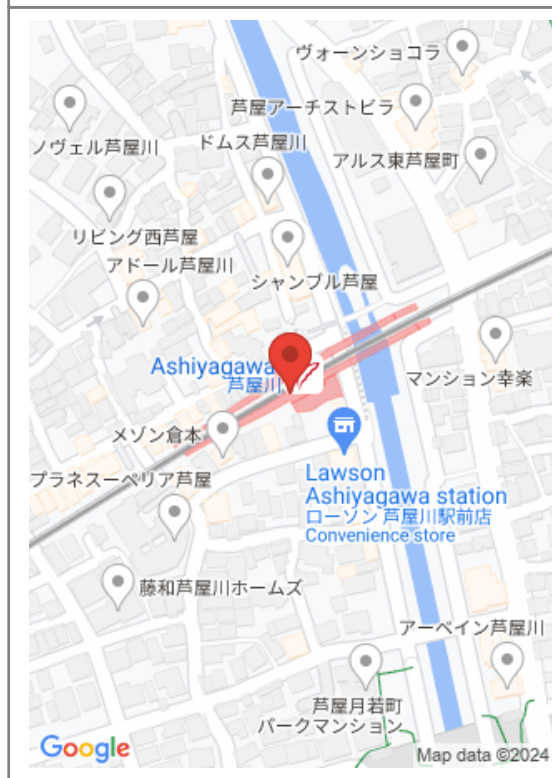 ヴォーンショコラ
芦屋アーチストビラ
ノヴェル芦屋川
ドムス芦屋川
アルス東芦屋町
リビング西芦屋
アドール芦屋川
シャンブル芦屋
Ashiyagawa
芦屋川
マンション幸楽
メゾン倉本
プラネスーペリア芦屋
Lawson
Ashiyagawa station
ローソン 芦屋川駅前店
Convenience store
藤和芦屋川ホームズ
アーベイン芦屋川
芦屋月若町
パークマンション
Google
Map data ©2024